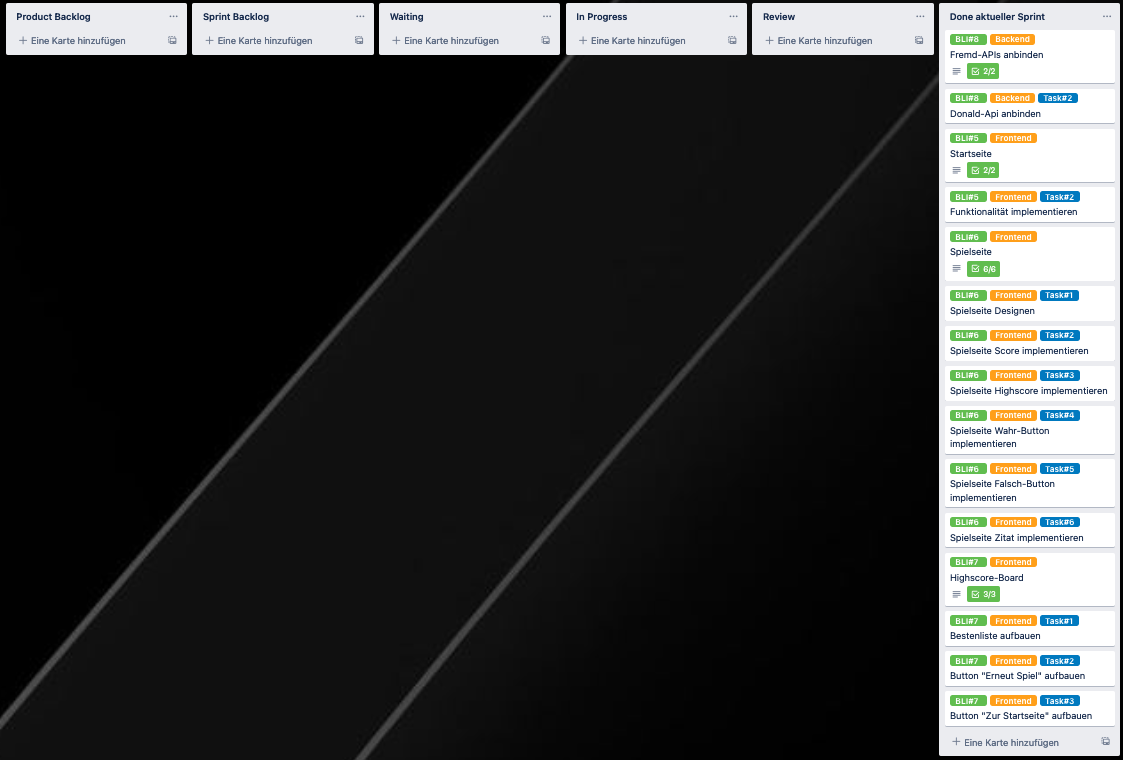 Product Backlog
Eine Karte hinzufügen
Sprint Backlog
Eine Karte hinzufügen
Waiting
Eine Karte hinzufügen
In Progress
Eine Karte hinzufügen
Review
Eine Karte hinzufügen
Done aktueller Sprint
BLI#8 Backend
Fremd-APIs anbinden
2/2
BLI#8 Backend Task#2
Donald-Api anbinden
BLI#5 Frontend
Startseite
2/2
BLI#5 Frontend Task#2
Funktionalität implementieren
BLI#6 Frontend
Spielseite
6/6
BLI#6 Frontend Task#1
Spielseite Designen
BLI#6 Frontend Task#2
Spielseite Score implementieren
BLI#6 Frontend Task#3
Spielseite Highscore implementieren
BLI#6 Frontend Task#4
Spielseite Wahr-Button
implementieren
BLI#6 Frontend Task#5
Spielseite Falsch-Button
implementieren
BLI#6 Frontend Task#6
Spielseite Zitat implementieren
BLI#7 Frontend
Highscore-Board
3/3
BLI#7 Frontend Task#1
Bestenliste aufbauen
BLI#7 Frontend Task#2
Button "Erneut Spiel" aufbauen
BLI#7 Frontend Task#3
Button "Zur Startseite" aufbauen
Eine Karte hinzufügen